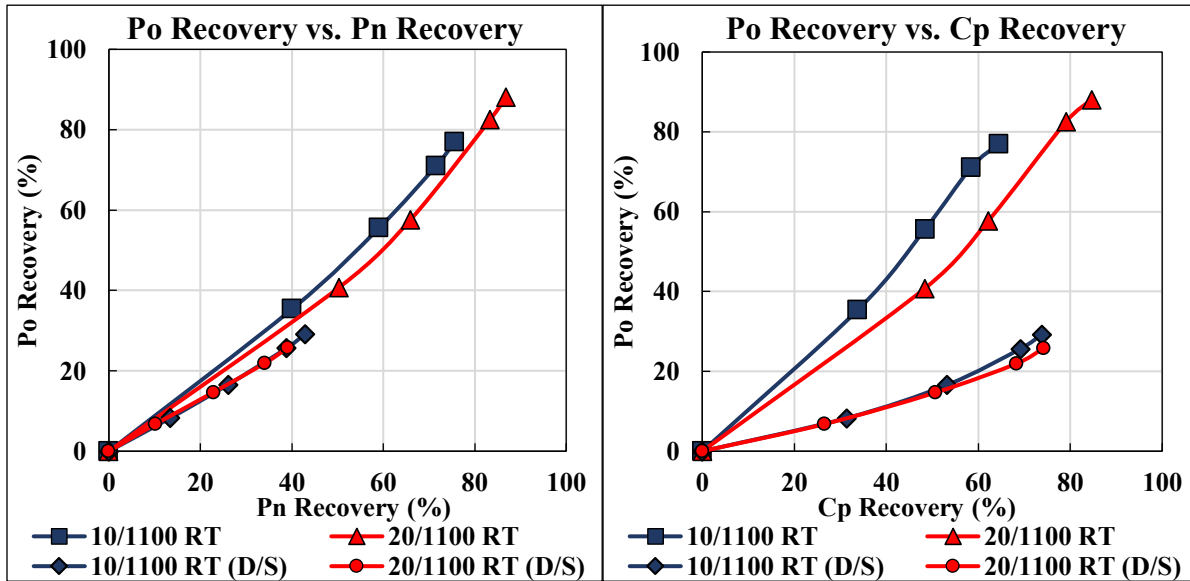 Po Recovery vs. Pn Recovery
100
80
60
40
20
0
Po Recovery (%)
0 20 40 60 80 100
Pn Recovery (%)
10/1100 RT 20/1100 RT
10/1100 RT (D/S) 20/1100 RT (D/S)
Po Recovery vs. Cp Recovery
100
80
60
40
20
0
Po Recovery (%)
0 20 40 60 80 100
Cp Recovery (%)
10/1100 RT 20/1100 RT
10/1100 RT (D/S) 20/1100 RT (D/S)